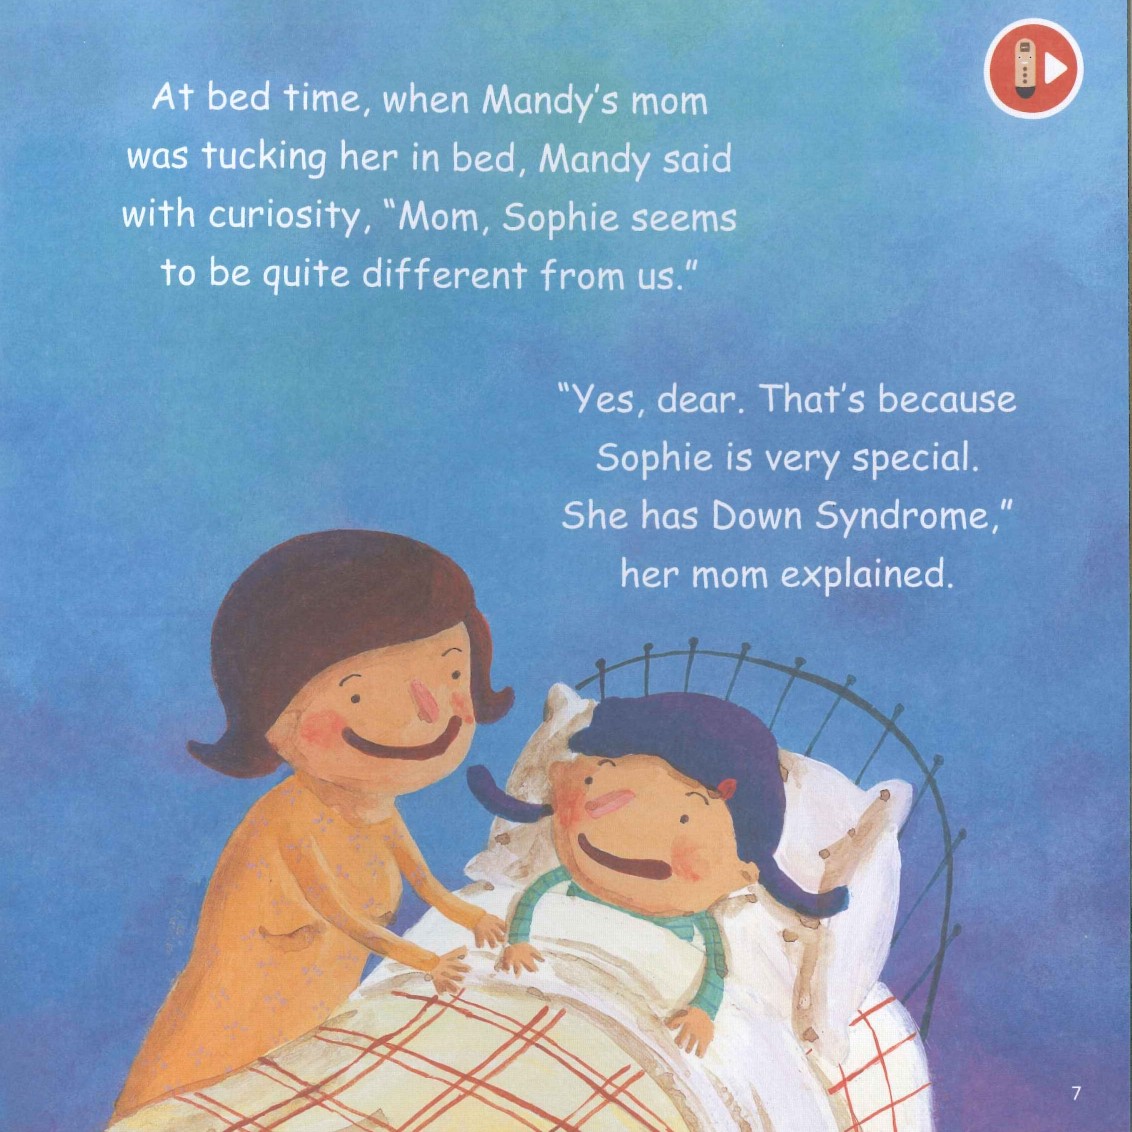 At bed time, when Mandy's mom
was tucking her in bed, Mandy said
with curiosity, “Mom, Sophie seems
to be quite different from us.”
“Yes, dear. That's because
Sophie is very special.
She has Down Syndrome,”
her mom explained.
7